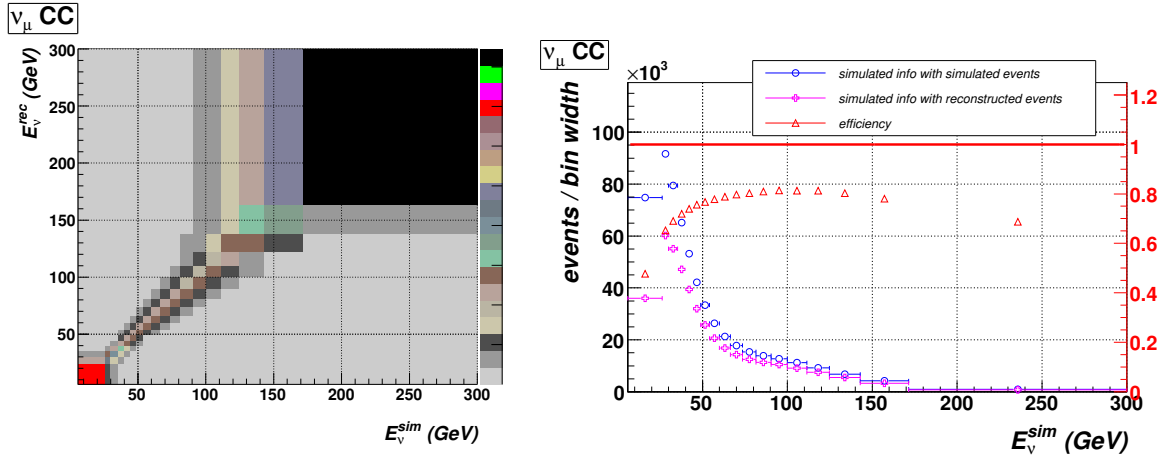 ν_μ CC
E_ν^rec (GeV)
300
250
200
150
100
50
50 100 150 200 250 300
E_ν^sim (GeV)
ν_μ CC
×10³
simulated info with simulated events
simulated info with reconstructed events
efficiency
events / bin width
100
80
60
40
20
0
1.2
1
0.8
0.6
0.4
0.2
0
50 100 150 200 250 300
E_ν^sim (GeV)